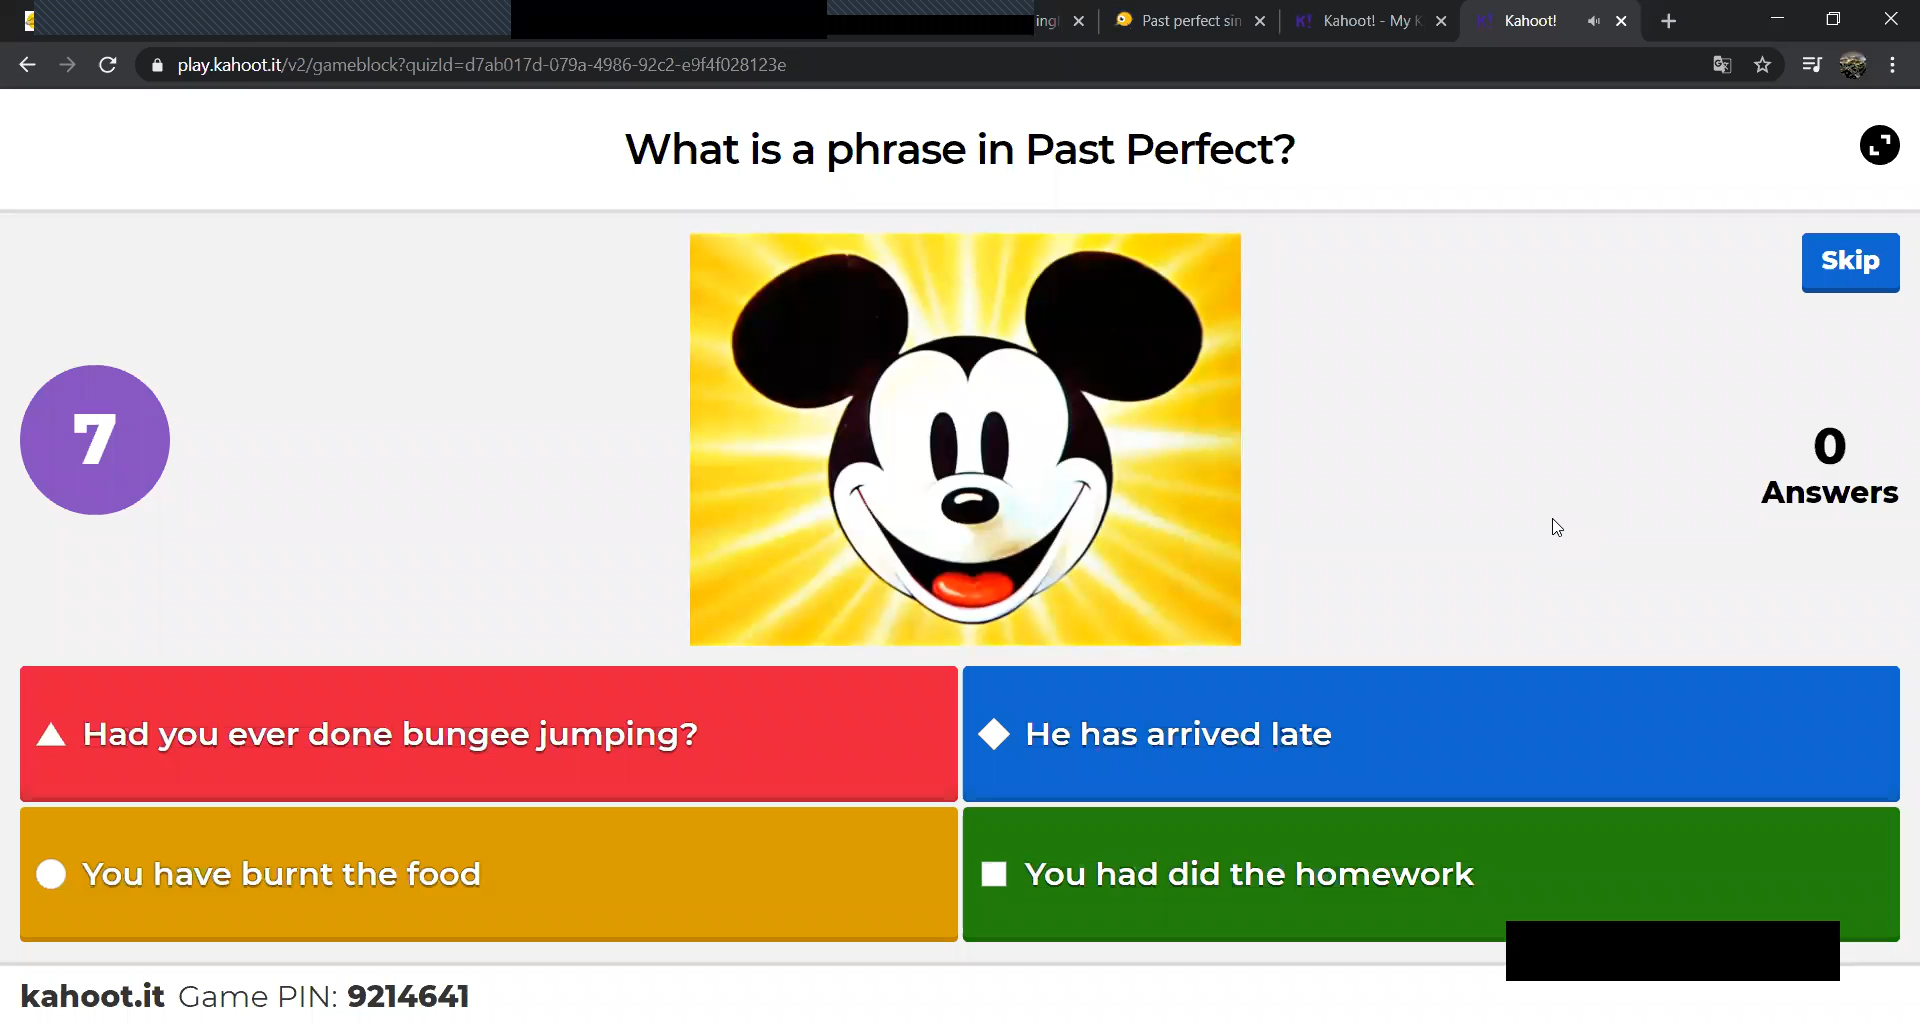 ing
Past perfect sin
K! Kahoot! - My K
K! Kahoot!
play.kahoot.it/v2/gameblock?quizId=d7ab017d-079a-4986-92c2-e9f4f028123e
What is a phrase in Past Perfect?
Skip
7
0
Answers
Had you ever done bungee jumping?
He has arrived late
You have burnt the food
You had did the homework
kahoot.it Game PIN: 9214641